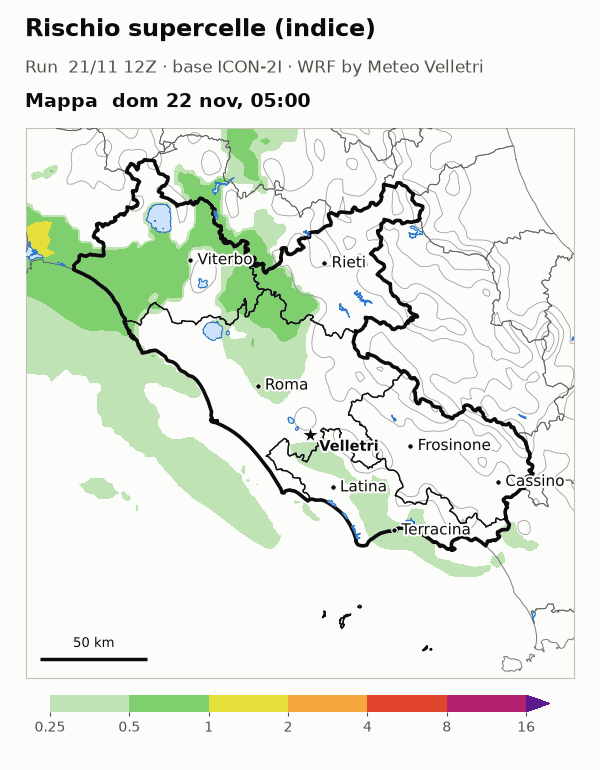 Rischio supercelle (indice)
Run 21/11 12Z · base ICON-2I · WRF by Meteo Velletri
Mappa dom 22 nov, 05:00
Viterbo
Rieti
Roma
Velletri
Frosinone
Cassino
Latina
Terracina
50 km
0.25 0.5 1 2 4 8 16